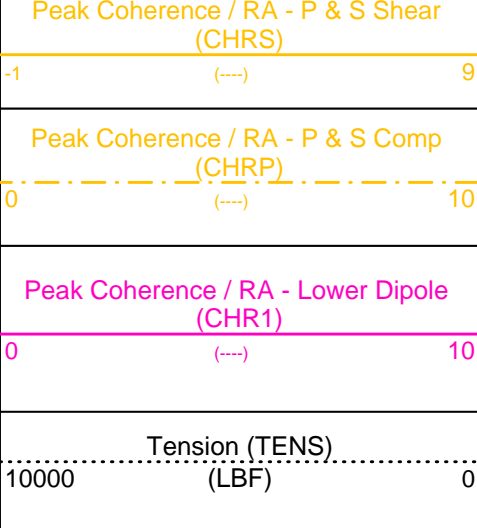 Peak Coherence / RA - P & S Shear
(CHRS)
-1 (----) 9
Peak Coherence / RA - P & S Comp
(CHRP)
0 (----) 10
Peak Coherence / RA - Lower Dipole
(CHR1)
0 (----) 10
Tension (TENS)
10000 (LBF) 0